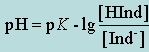 pH = pK - lg [HInd] / [Ind⁻]